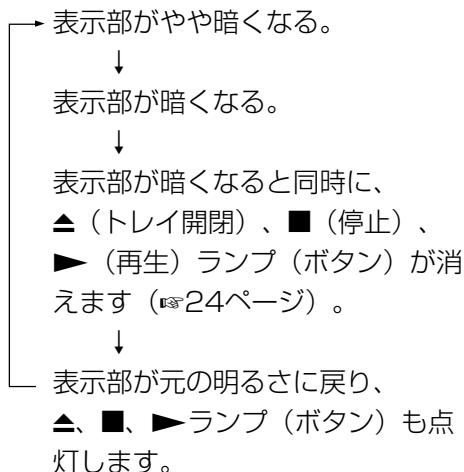 表示部がやや暗くなる。
↓
表示部が暗くなる。
↓
表示部が暗くなると同時に、
⏏（トレイ開閉）、■（停止）、
►（再生）ランプ（ボタン）が消
えます（☞24ページ）。
↓
表示部が元の明るさに戻り、
⏏、■、►ランプ（ボタン）も点
灯します。